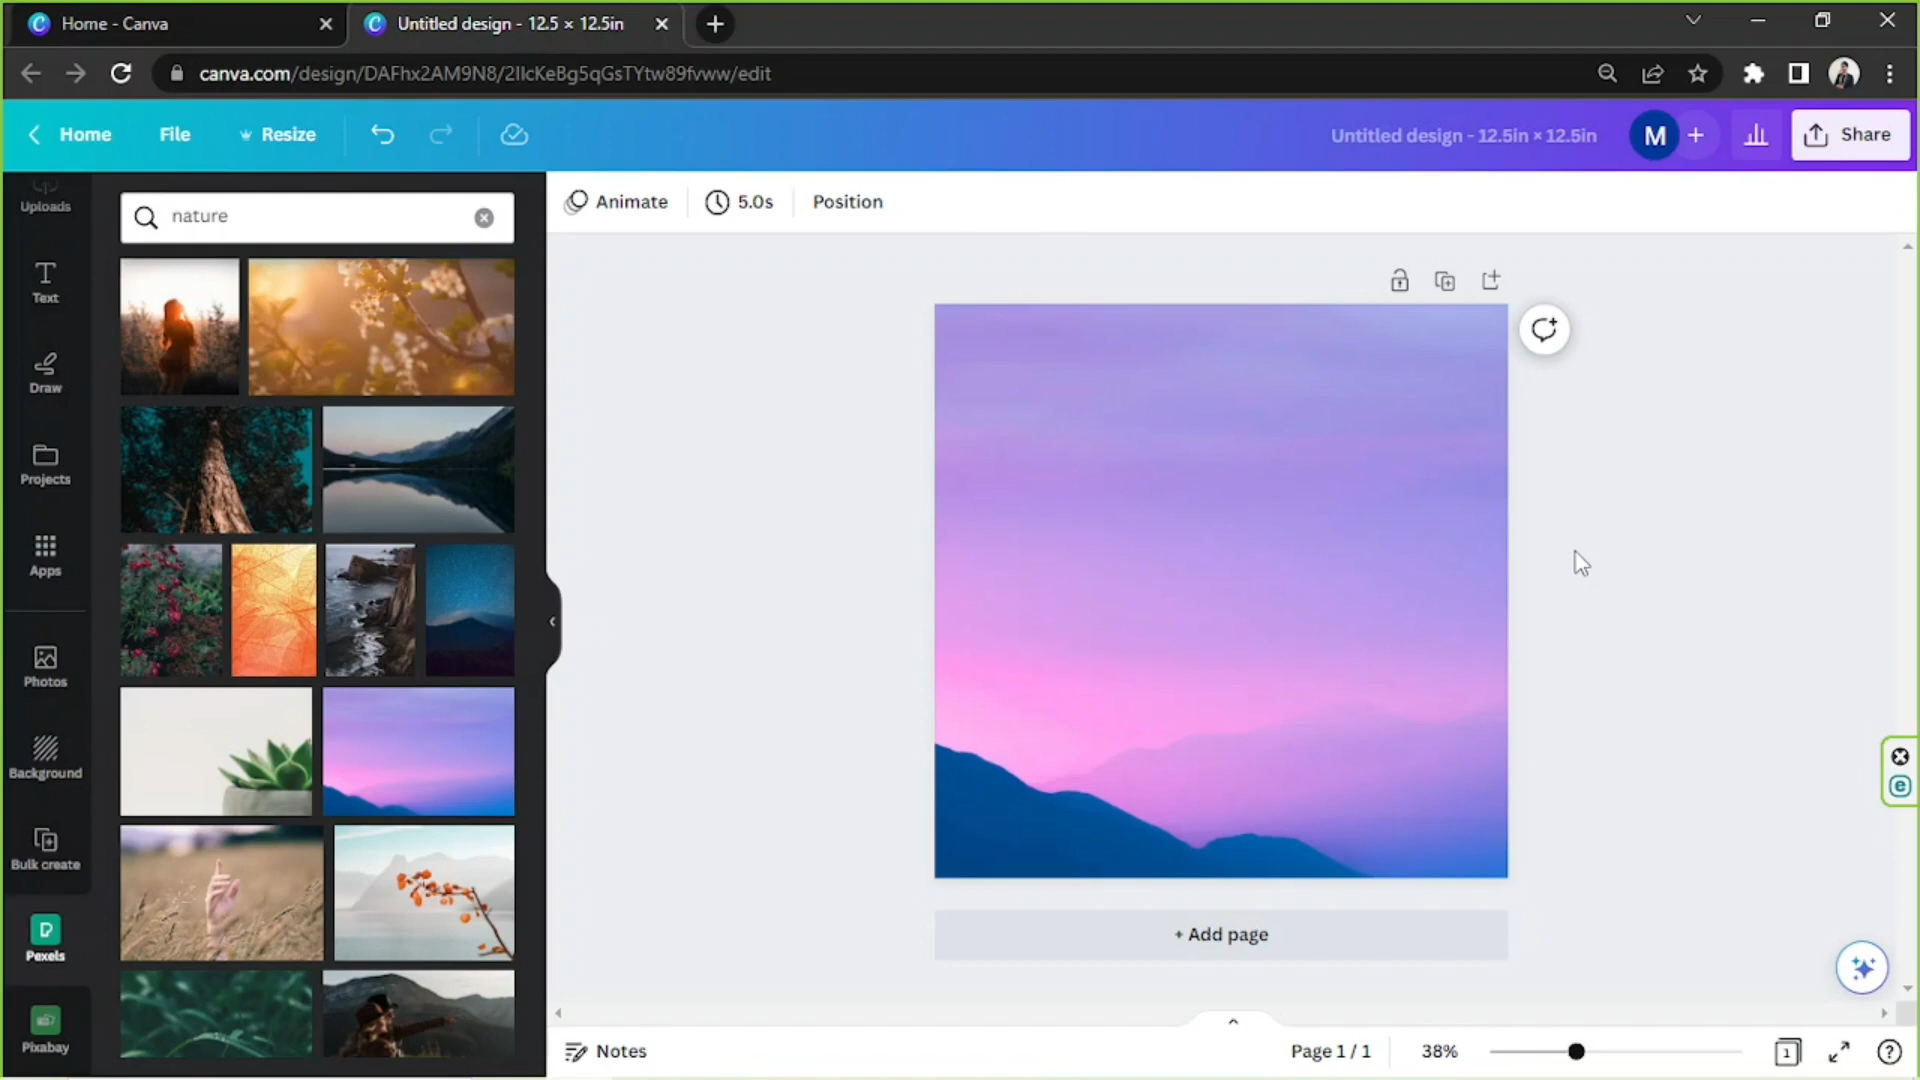 Home - Canva
Untitled design - 12.5 × 12.5in
canva.com/design/DAFhx2AM9N8/2IIcKeBg5qGsTYtw89fvww/edit
Home
File
Resize
Untitled design - 12.5in × 12.5in
M
Share
Uploads
Text
Draw
Projects
Apps
Photos
Background
Bulk create
Pexels
Pixabay
nature
Animate
5.0s
Position
+ Add page
Notes
Page 1 / 1
38%
1